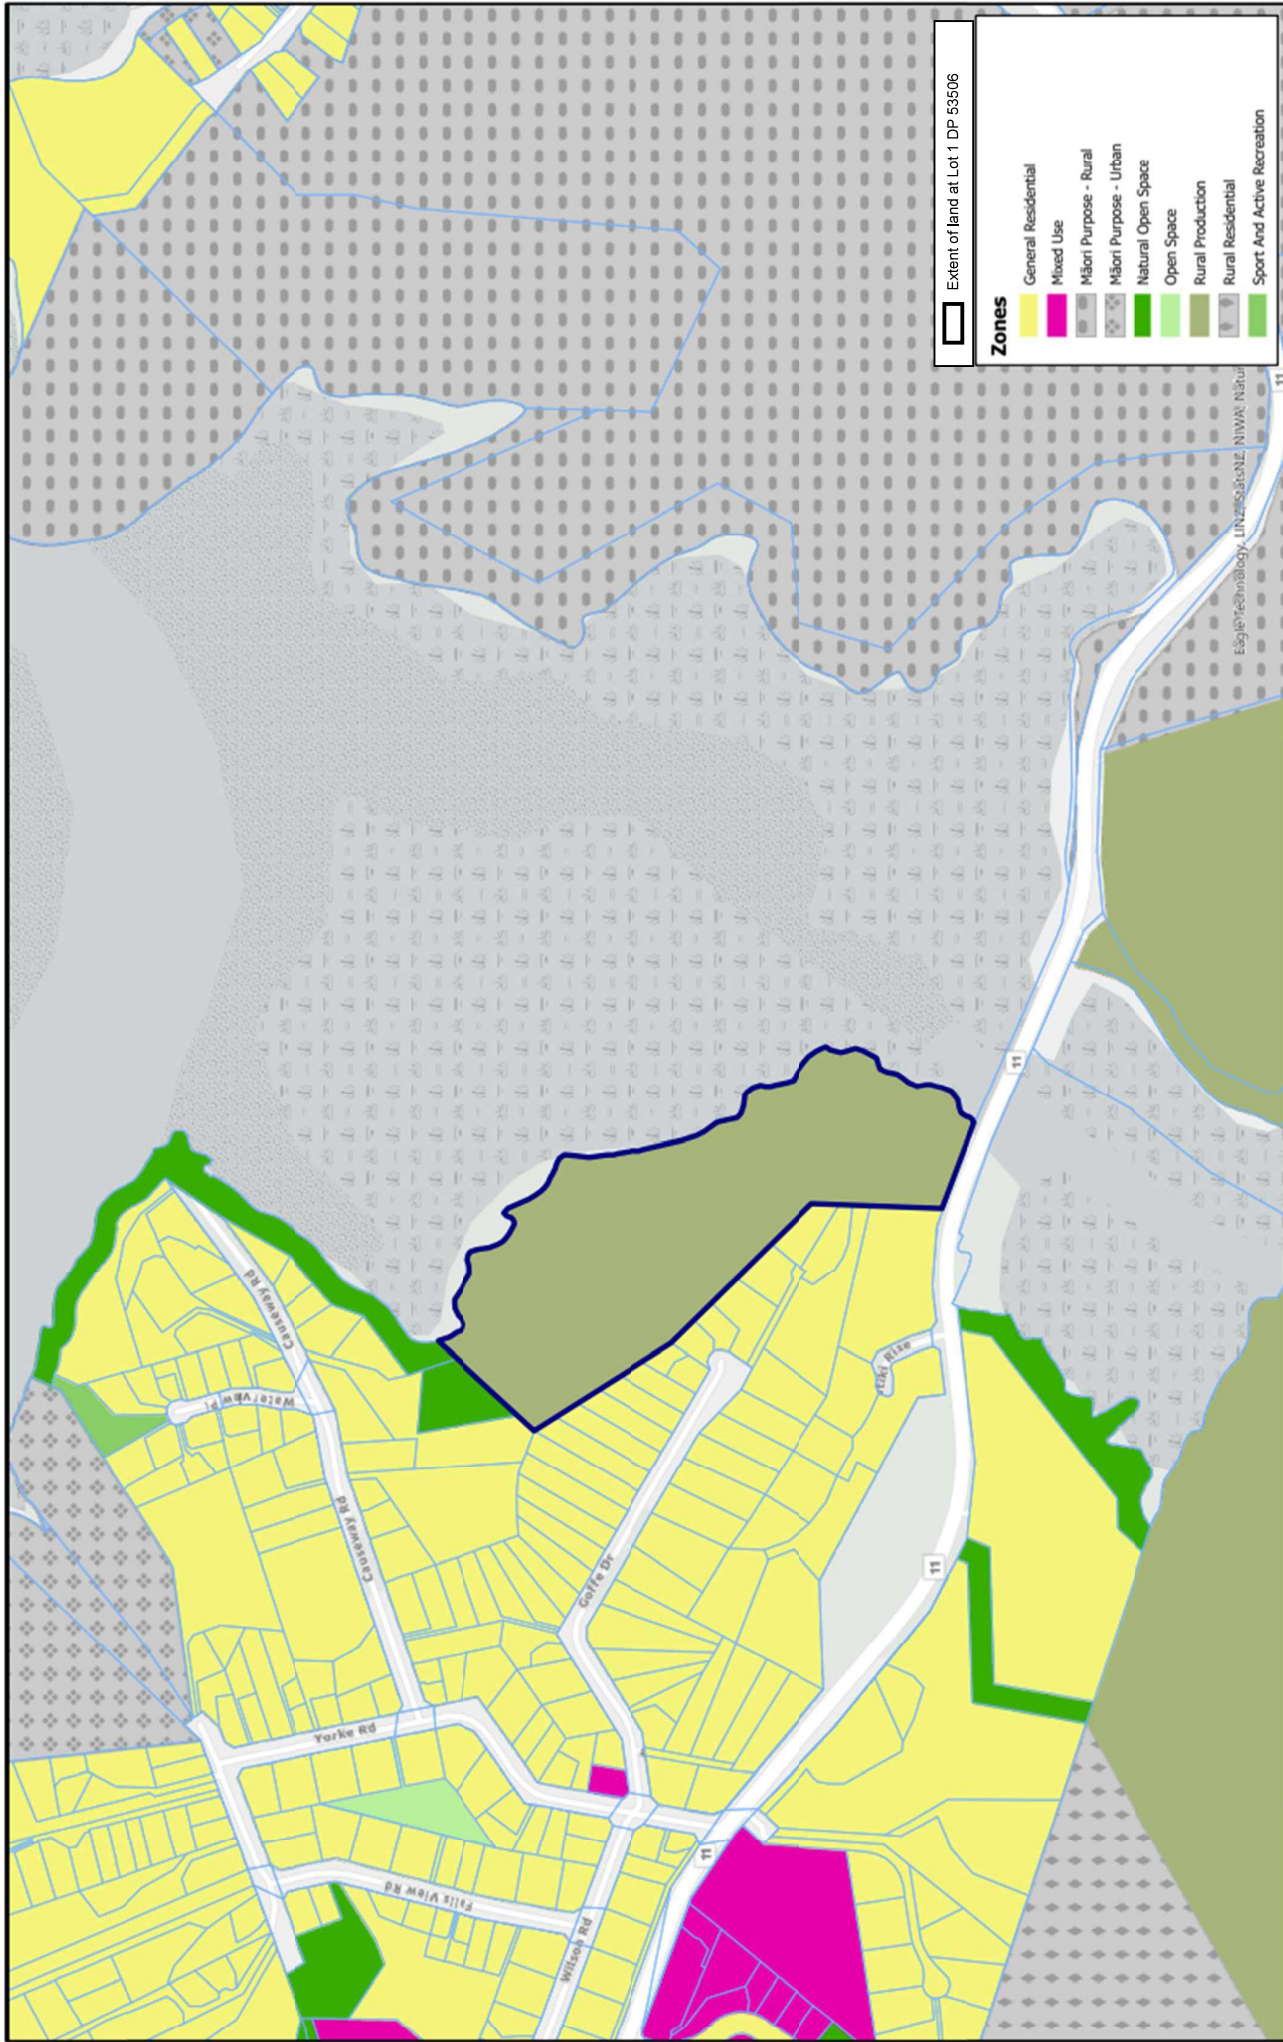 Extent of land at Lot 1 DP 53506
Zones
General Residential
Mixed Use
Māori Purpose - Rural
Māori Purpose - Urban
Natural Open Space
Open Space
Rural Production
Rural Residential
Sport And Active Recreation
Eagle Technology, LINZ, StatsNZ, NIWA, Natur
11
11
11
11
Causeway Rd
Waterview Pl
Causeway Rd
Yorke Rd
Goffe Dr
Tiki Rise
Falls View Rd
Wilson Rd